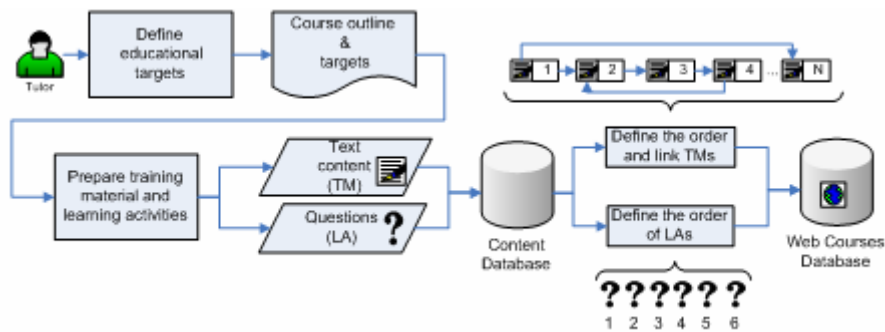 Tutor
Define
educational
targets
Course outline
&
targets
1
2
3
4
...
N
Prepare training
material and
learning activities
Text
content
(TM)
Questions
(LA)
?
Content
Database
Define the order
and link TMs
Define the order
of LAs
Web Courses
Database
? ? ? ? ? ?
1 2 3 4 5 6